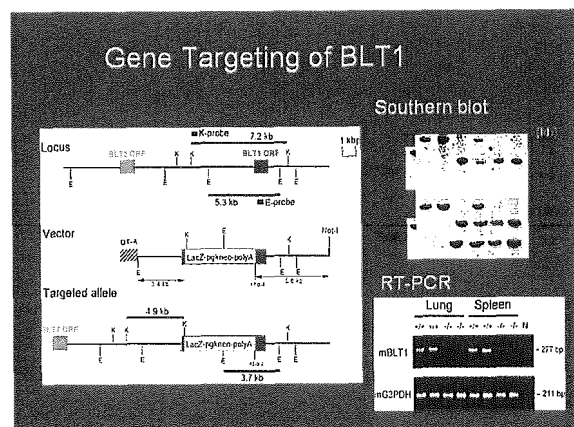 Gene Targeting of BLT1
Southern blot
K-probe
7.2 kb
1 kbp
Locus
BLT2 ORF
K K
BLT1 ORF
K
E E E E E
5.3 kb
E-probe
Vector
DT-A
K E
Not-I
K
LacZ-pgkneo-polyA
E
E E
Targeted allele
4.9 kb
K K K E K
LacZ-pgkneo-polyA
E E E E
3.7 kb
RT-PCR
Lung Spleen
+/+ +/+ -/- -/- +/+ +/+ -/- -/- N
mBLT1
277 bp
mG2PDH
211 bp